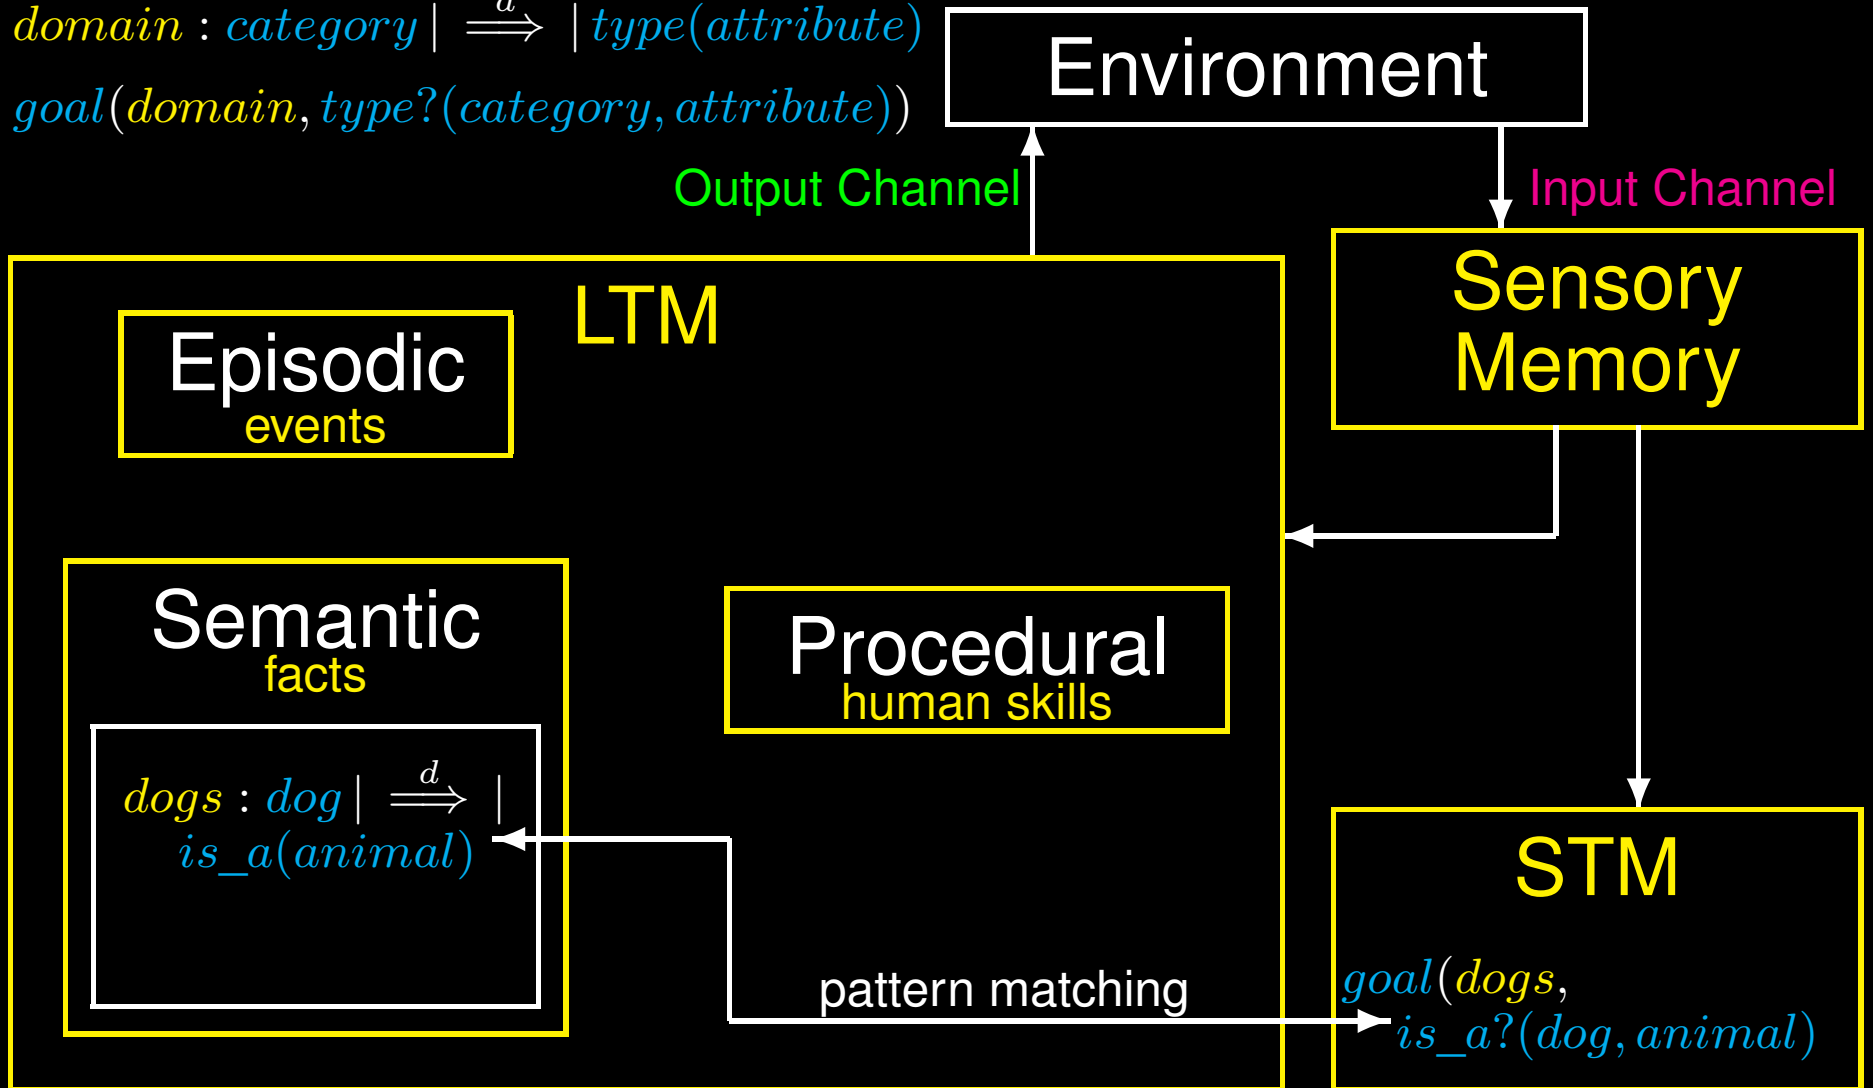 domain : category | ⟹ | type(attribute)
goal(domain, type?(category, attribute))
Environment
Output Channel
Input Channel
Sensory
Memory
LTM
Episodic
events
Semantic
facts
Procedural
human skills
d
dogs : dog | ⟹ |
is_a(animal)
STM
pattern matching
goal(dogs,
is_a?(dog, animal)